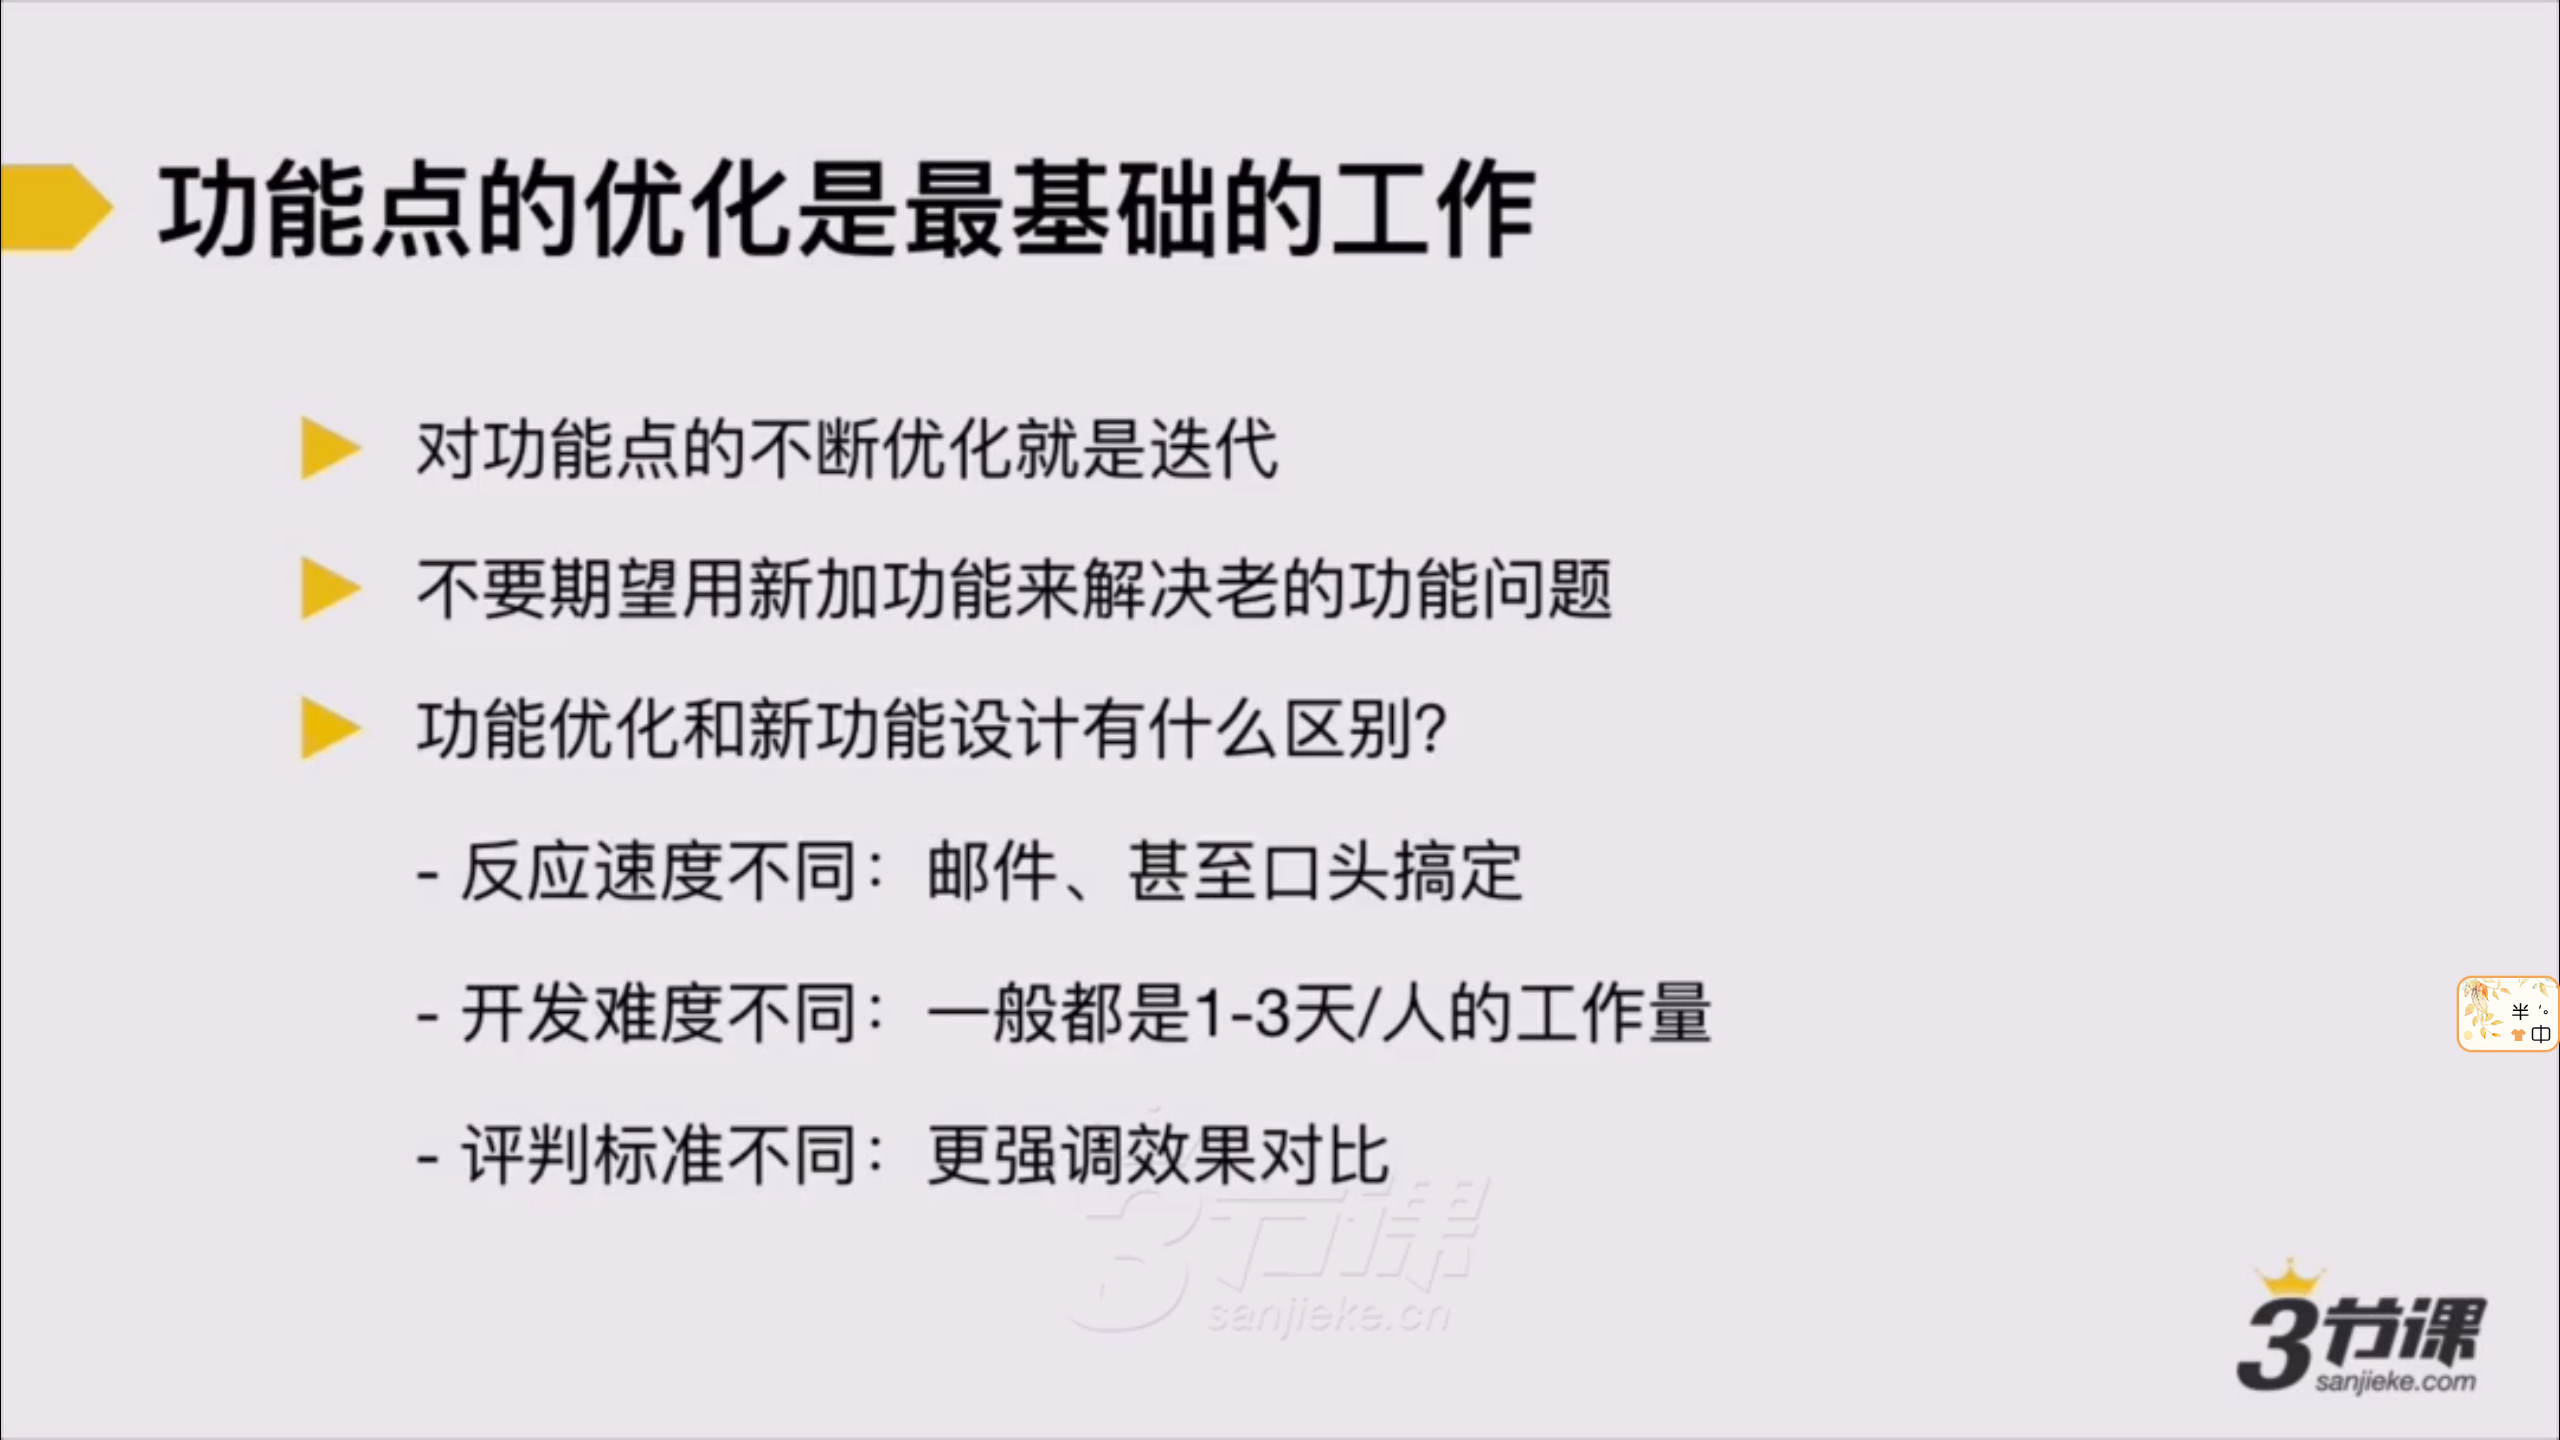 功能点的优化是最基础的工作
对功能点的不断优化就是迭代
不要期望用新加功能来解决老的功能问题
功能优化和新功能设计有什么区别?
- 反应速度不同：邮件、甚至口头搞定
- 开发难度不同：一般都是1-3天/人的工作量
- 评判标准不同：更强调效果对比
3节课
sanjieke.cn
3节课
sanjieke.com
半 ’。
中